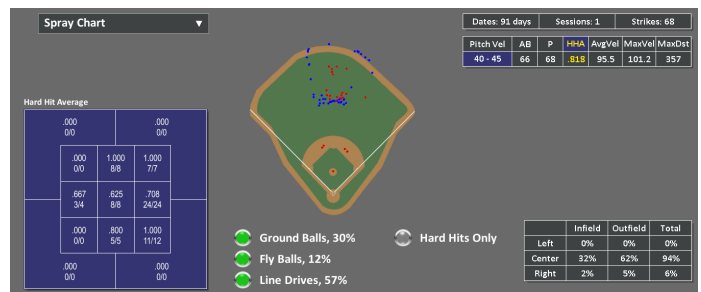 Spray Chart
Dates: 91 days Sessions: 1 Strikes: 68
Pitch Vel AB P HHA AvgVel MaxVel MaxDst
40 - 45 66 68 .818 95.5 101.2 357
Hard Hit Average
.000 .000
0/0 0/0
.000 1.000 1.000
0/0 8/8 7/7
.667 .625 .708
3/4 8/8 24/24
.000 .800 1.000
0/0 5/5 11/12
.000 .000
0/0 0/0
Ground Balls, 30%
Hard Hits Only
Fly Balls, 12%
Line Drives, 57%
Infield Outfield Total
Left 0% 0% 0%
Center 32% 62% 94%
Right 2% 5% 6%